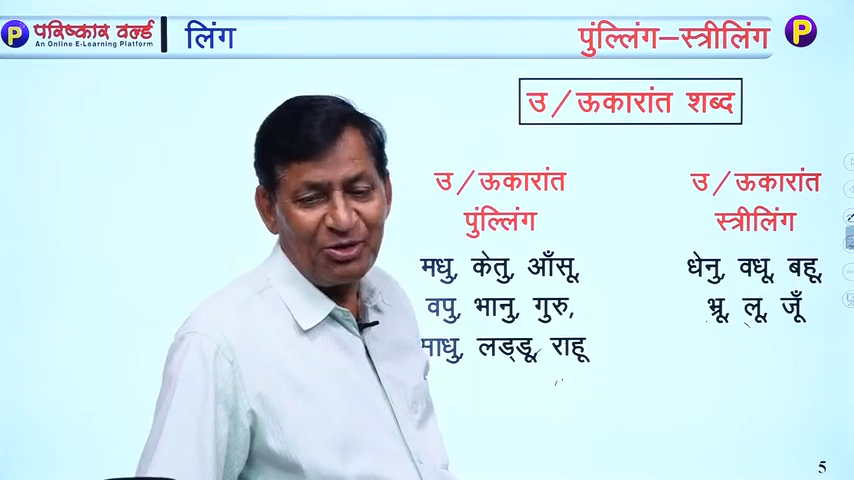 P परिष्कार वर्ल्ड
An Online E-Learning Platform
लिंग
पुंल्लिंग–स्त्रीलिंग P
उ/ऊकारांत शब्द
उ/ऊकारांत
पुंल्लिंग
मधु, केतु, आँसू,
वपु, भानु, गुरु,
माधु, लड्डू, राहू
उ/ऊकारांत
स्त्रीलिंग
धेनु, वधू, बहू,
भ्रू, लू, जूँ
5